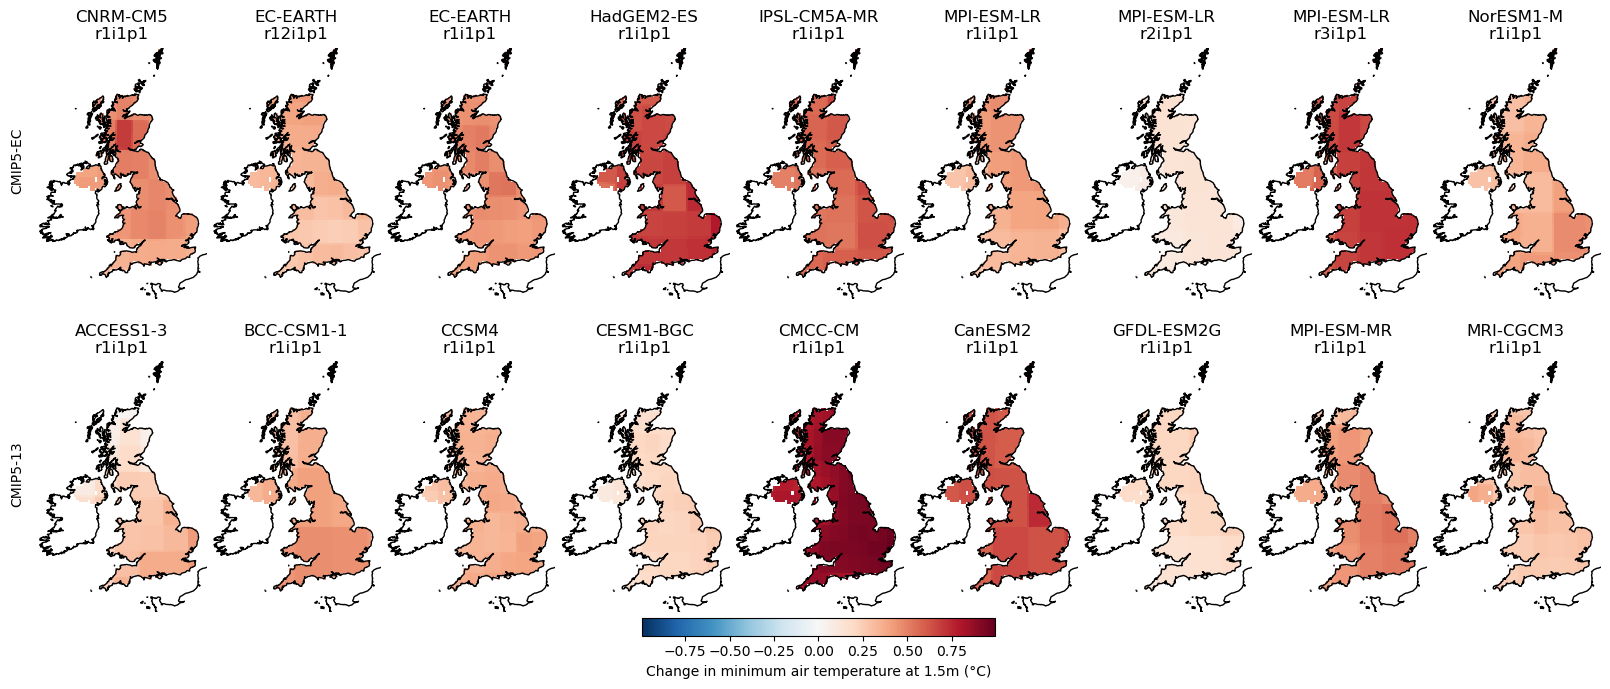 CNRM-CM5
r1i1p1
EC-EARTH
r12i1p1
EC-EARTH
r1i1p1
HadGEM2-ES
r1i1p1
IPSL-CM5A-MR
r1i1p1
MPI-ESM-LR
r1i1p1
MPI-ESM-LR
r2i1p1
MPI-ESM-LR
r3i1p1
NorESM1-M
r1i1p1
CMIP5-EC
ACCESS1-3
r1i1p1
BCC-CSM1-1
r1i1p1
CCSM4
r1i1p1
CESM1-BGC
r1i1p1
CMCC-CM
r1i1p1
CanESM2
r1i1p1
GFDL-ESM2G
r1i1p1
MPI-ESM-MR
r1i1p1
MRI-CGCM3
r1i1p1
CMIP5-13
−0.75 −0.50 −0.25 0.00 0.25 0.50 0.75
Change in minimum air temperature at 1.5m (°C)